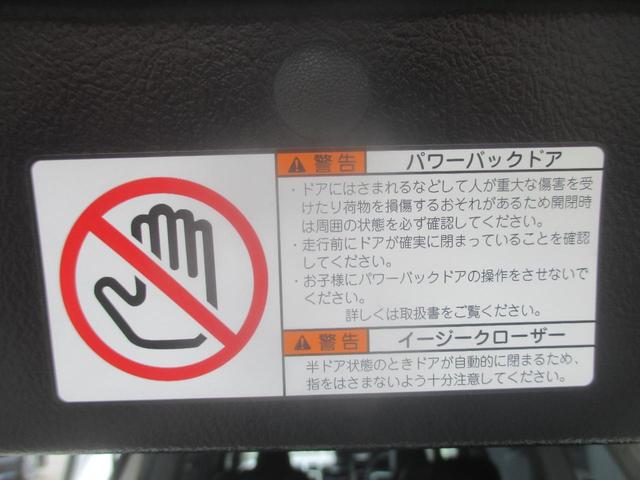 警告 パワーバックドア
・ドアにはさまれるなどして人が重大な傷害を受
けたり荷物を損傷するおそれがあるため開閉時
は周囲の状態を必ず確認してください。
・走行前にドアが確実に閉まっていることを確認
してください。
・お子様にパワーバックドアの操作をさせないで
ください。
詳しくは取扱書をご覧ください。
警告 イージークローザー
半ドア状態のときドアが自動的に閉まるため、
指をはさまないよう十分注意してください。